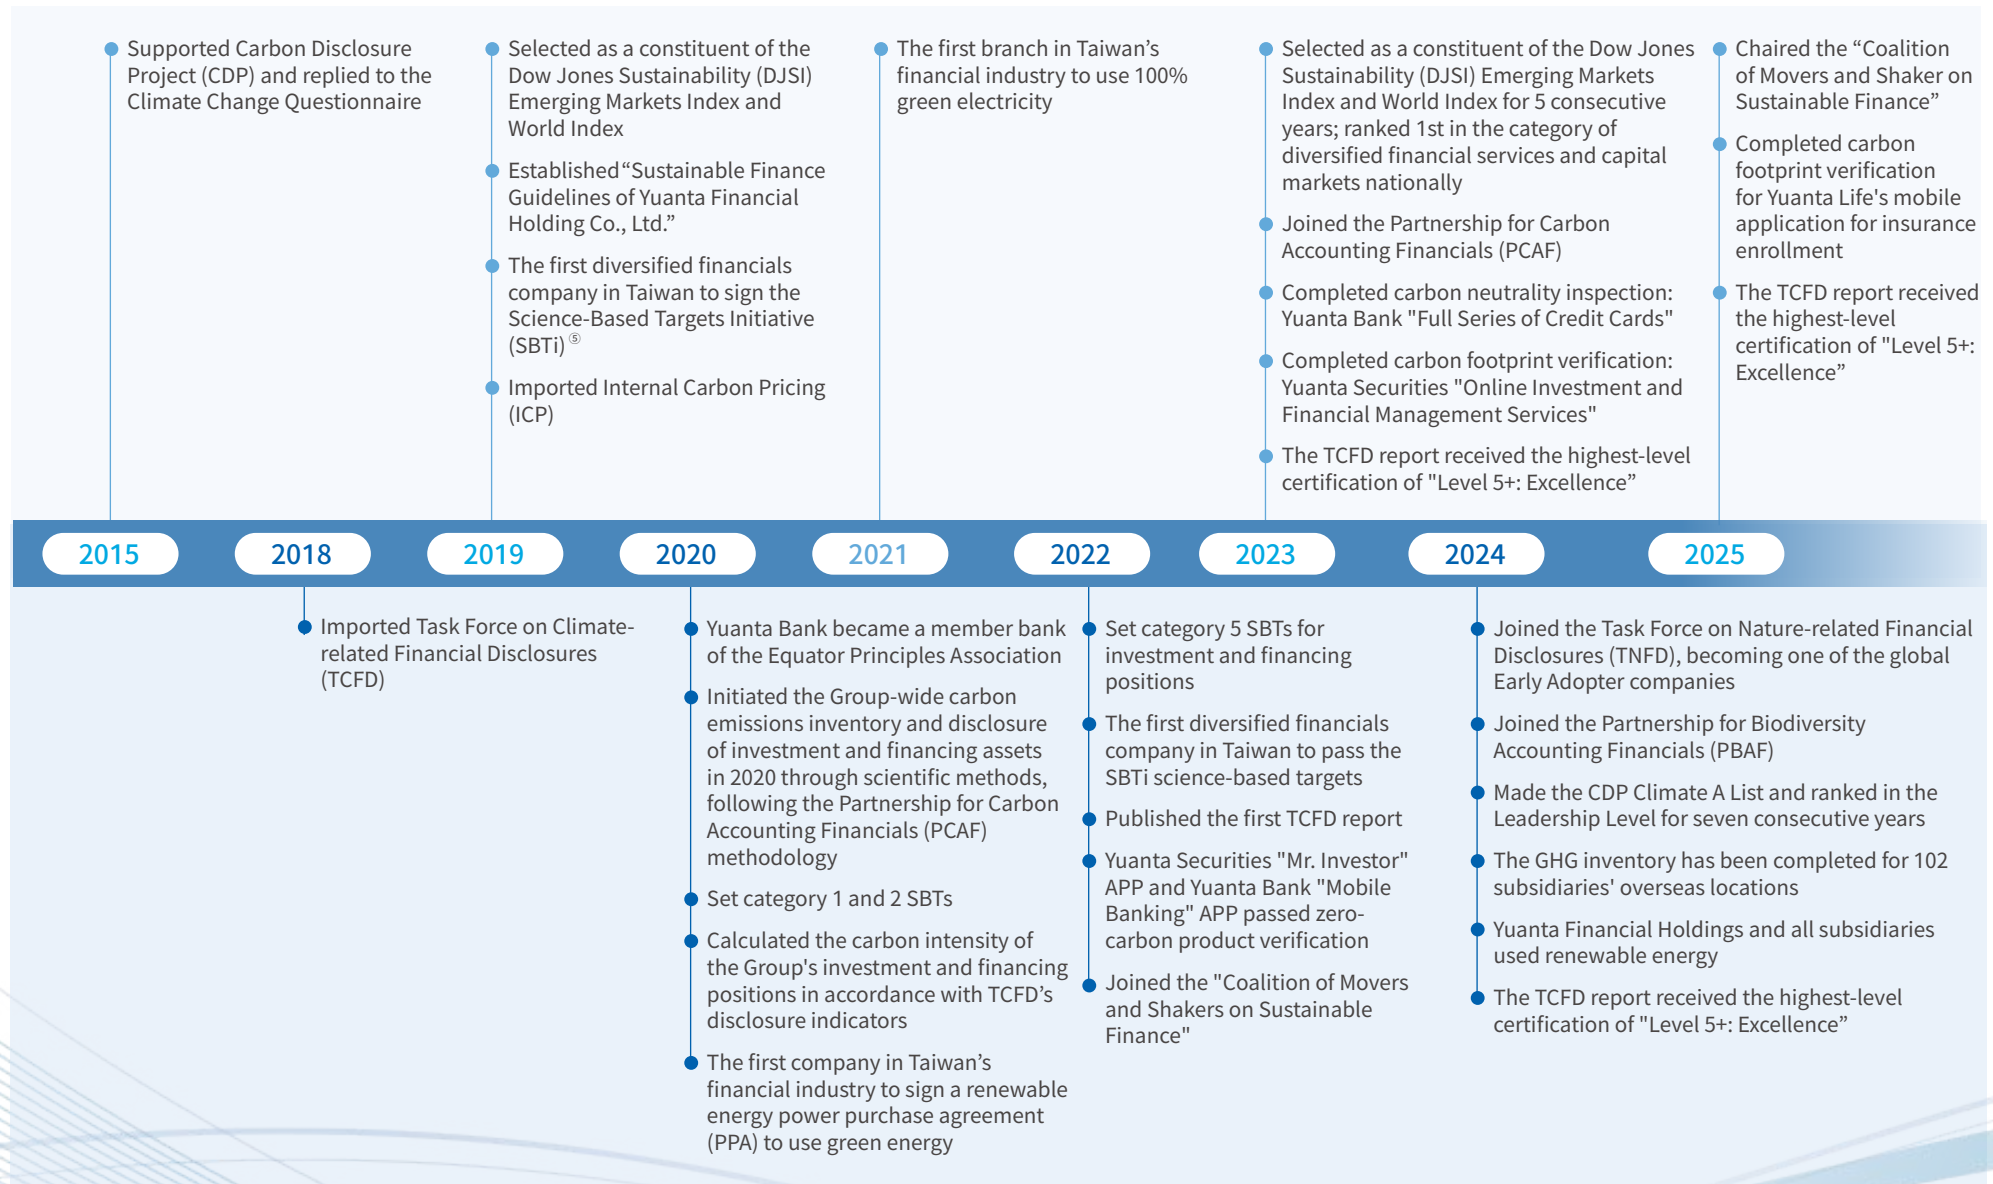 Supported Carbon Disclosure
Project (CDP) and replied to the
Climate Change Questionnaire
Selected as a constituent of the
Dow Jones Sustainability (DJSI)
Emerging Markets Index and
World Index
Established “Sustainable Finance
Guidelines of Yuanta Financial
Holding Co., Ltd.”
The first diversified financials
company in Taiwan to sign the
Science-Based Targets Initiative
(SBTi) ⑤
Imported Internal Carbon Pricing
(ICP)
The first branch in Taiwan’s
financial industry to use 100%
green electricity
Selected as a constituent of the Dow Jones
Sustainability (DJSI) Emerging Markets
Index and World Index for 5 consecutive
years; ranked 1st in the category of
diversified financial services and capital
markets nationally
Joined the Partnership for Carbon
Accounting Financials (PCAF)
Completed carbon neutrality inspection:
Yuanta Bank "Full Series of Credit Cards"
Completed carbon footprint verification:
Yuanta Securities "Online Investment and
Financial Management Services"
The TCFD report received the highest-level
certification of "Level 5+: Excellence”
Chaired the “Coalition
of Movers and Shaker on
Sustainable Finance”
Completed carbon
footprint verification
for Yuanta Life's mobile
application for insurance
enrollment
The TCFD report received
the highest-level
certification of "Level 5+:
Excellence”
2015
2018
2019
2020
2021
2022
2023
2024
2025
Imported Task Force on Climate-
related Financial Disclosures
(TCFD)
Yuanta Bank became a member bank
of the Equator Principles Association
Initiated the Group-wide carbon
emissions inventory and disclosure
of investment and financing assets
in 2020 through scientific methods,
following the Partnership for Carbon
Accounting Financials (PCAF)
methodology
Set category 1 and 2 SBTs
Calculated the carbon intensity of
the Group's investment and financing
positions in accordance with TCFD’s
disclosure indicators
The first company in Taiwan’s
financial industry to sign a renewable
energy power purchase agreement
(PPA) to use green energy
Set category 5 SBTs for
investment and financing
positions
The first diversified financials
company in Taiwan to pass the
SBTi science-based targets
Published the first TCFD report
Yuanta Securities "Mr. Investor"
APP and Yuanta Bank "Mobile
Banking" APP passed zero-
carbon product verification
Joined the "Coalition of Movers
and Shakers on Sustainable
Finance"
Joined the Task Force on Nature-related Financial
Disclosures (TNFD), becoming one of the global
Early Adopter companies
Joined the Partnership for Biodiversity
Accounting Financials (PBAF)
Made the CDP Climate A List and ranked in the
Leadership Level for seven consecutive years
The GHG inventory has been completed for 102
subsidiaries' overseas locations
Yuanta Financial Holdings and all subsidiaries
used renewable energy
The TCFD report received the highest-level
certification of "Level 5+: Excellence”